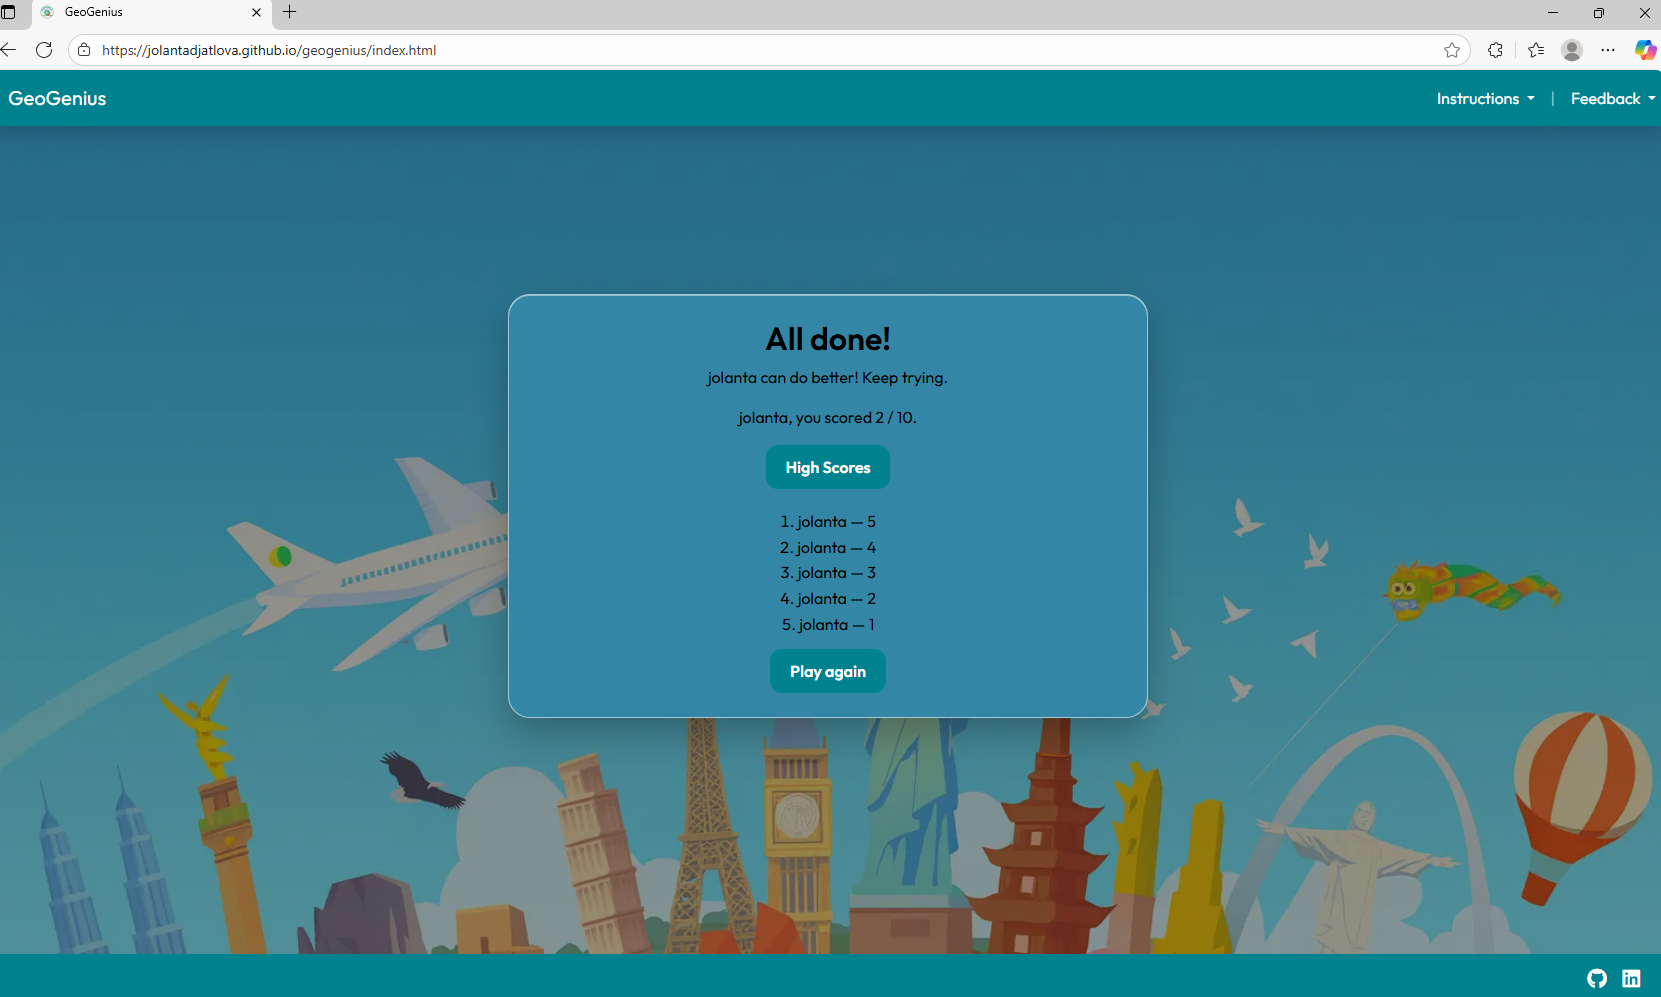 GeoGenius
https://jolantadjatlova.github.io/geogenius/index.html
GeoGenius
Instructions | Feedback
All done!
jolanta can do better! Keep trying.
jolanta, you scored 2 / 10.
High Scores
1. jolanta — 5
2. jolanta — 4
3. jolanta — 3
4. jolanta — 2
5. jolanta — 1
Play again
in